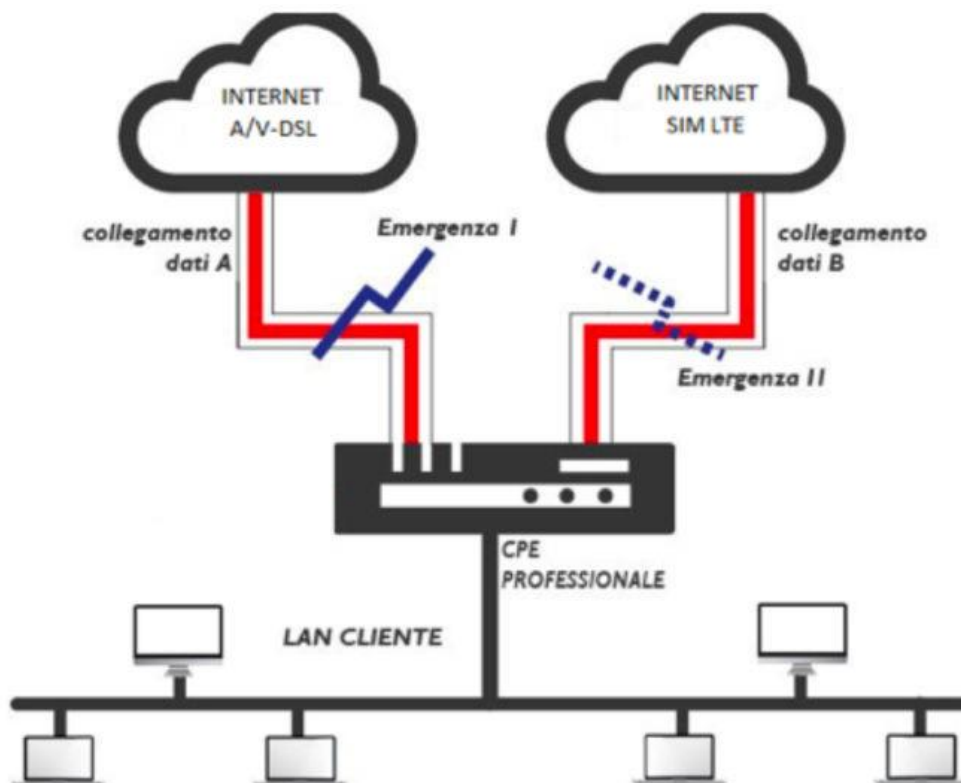 INTERNET
A/V-DSL
INTERNET
SIM LTE
collegamento
dati A
Emergenza I
collegamento
dati B
Emergenza II
CPE
PROFESSIONALE
LAN CLIENTE